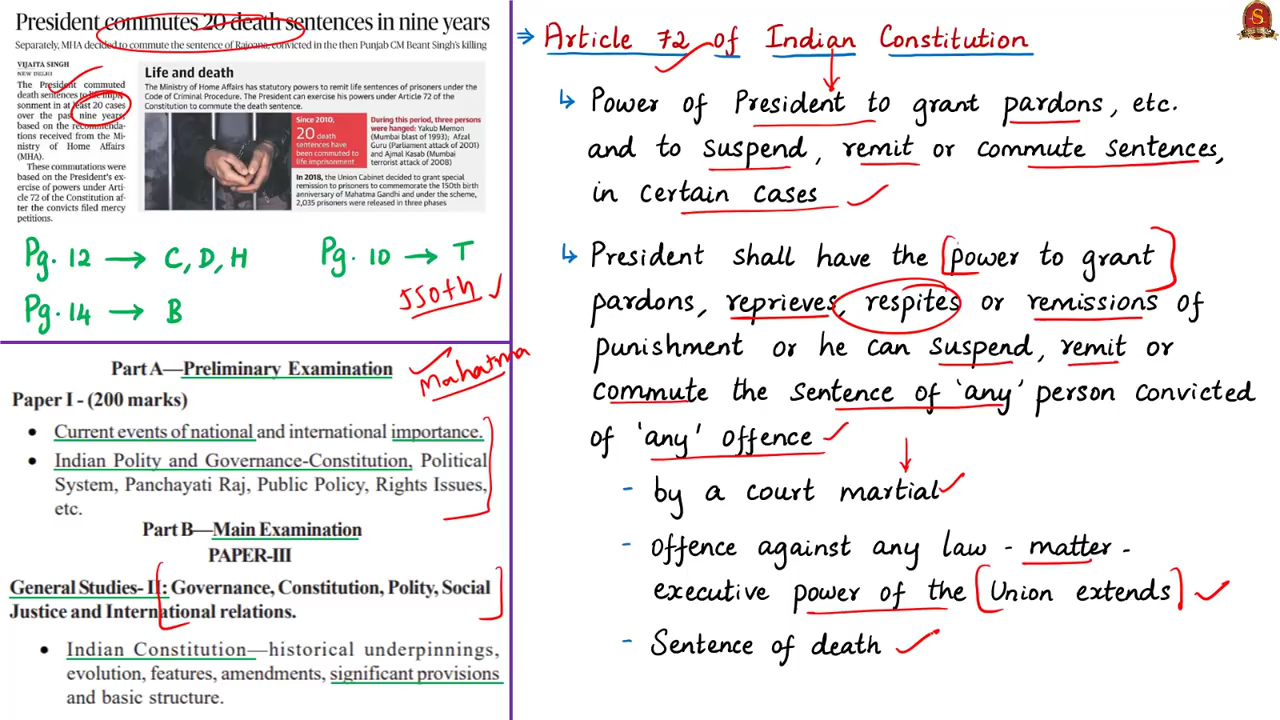 President commutes 20 death sentences in nine years
Separately, MHA decided to commute the sentence of Rajoana, convicted in the then Punjab CM Beant Singh's killing
VIJAITA SINGH
NEW DELHI
The President commuted
death sentences to life impri-
sonment in at least 20 cases
over the past nine years,
based on the recommenda-
tions received from the Mi-
nistry of Home Affairs
(MHA).
These commutations were
based on the President's ex-
ercise of powers under Arti-
cle 72 of the Constitution af-
ter the convicts filed mercy
petitions.
Life and death
The Ministry of Home Affairs has statutory powers to remit life sentences of prisoners under the
Code of Criminal Procedure. The President can exercise his powers under Article 72 of the
Constitution to commute the death sentence.
Since 2010,
20 death
sentences have
been commuted to
life imprisonment
During this period, three persons
were hanged: Yakub Memon
(Mumbai blast of 1993); Afzal
Guru (Parliament attack of 2001)
and Ajmal Kasab (Mumbai
terrorist attack of 2008)
In 2018, the Union Cabinet decided to grant special
remission to prisoners to commemorate the 150th birth
anniversary of Mahatma Gandhi and under the scheme,
2,035 prisoners were released in three phases
Pg. 12 → C, D, H
Pg. 10 → T
550th ✓
Pg. 14 → B
Part A—Preliminary Examination
Mahatma
Paper I - (200 marks)
• Current events of national and international importance.
• Indian Polity and Governance-Constitution, Political
System, Panchayati Raj, Public Policy, Rights Issues,
etc.
Part B—Main Examination
PAPER-III
General Studies- II: Governance, Constitution, Polity, Social
Justice and International relations.
• Indian Constitution—historical underpinnings,
evolution, features, amendments, significant provisions
and basic structure.
⇒ Article 72 of Indian Constitution
↳ Power of President to grant pardons, etc.
and to suspend, remit or commute sentences,
in certain cases ✓
↳ President shall have the [power to grant]
pardons, reprieves, respites or remissions of
punishment or he can suspend, remit or
commute the sentence of 'any' person convicted
of 'any' offence ✓
- by a court martial ✓
- offence against any law - matter -
executive power of the [Union extends] ✓
- Sentence of death ✓